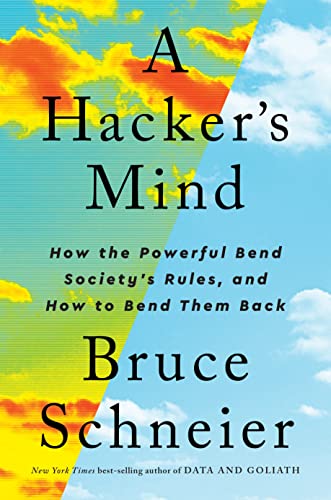 A
Hacker's
Mind
How the Powerful Bend
Society's Rules, and
How to Bend Them Back
Bruce
Schneier
New York Times best-selling author of DATA AND GOLIATH